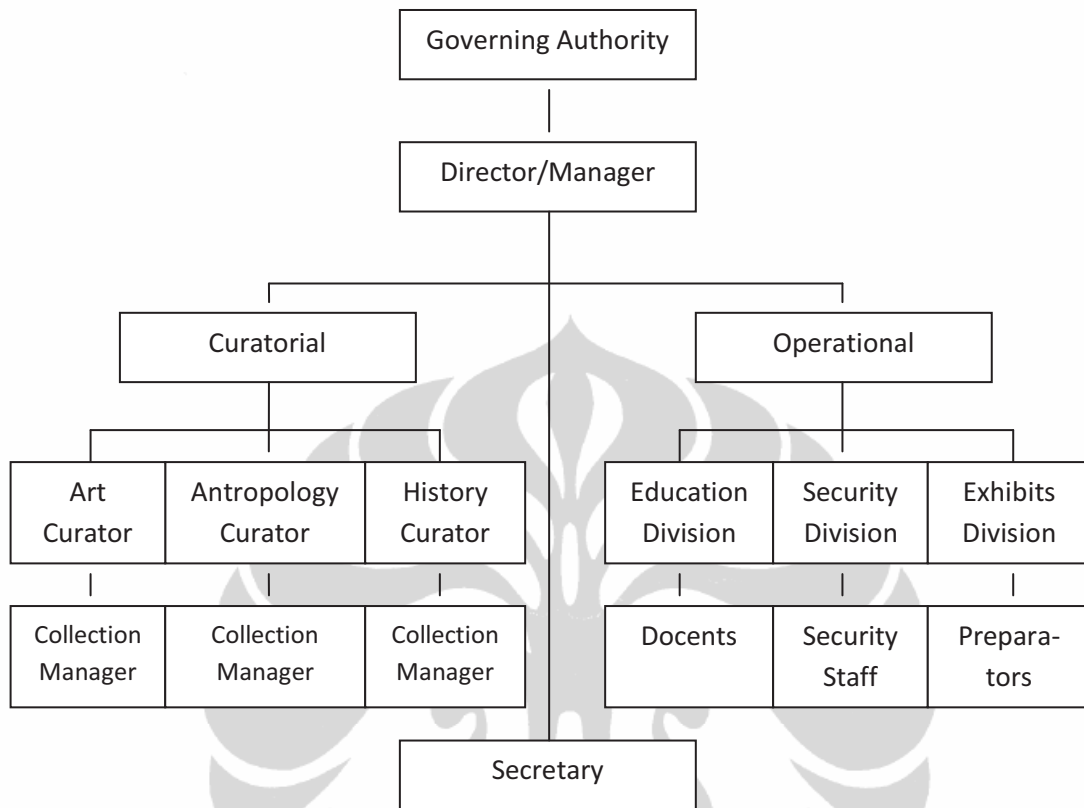 Governing Authority
Director/Manager
Curatorial
Operational
Art
Curator
Antropology
Curator
History
Curator
Education
Division
Security
Division
Exhibits
Division
Collection
Manager
Collection
Manager
Collection
Manager
Docents
Security
Staff
Prepara-
tors
Secretary